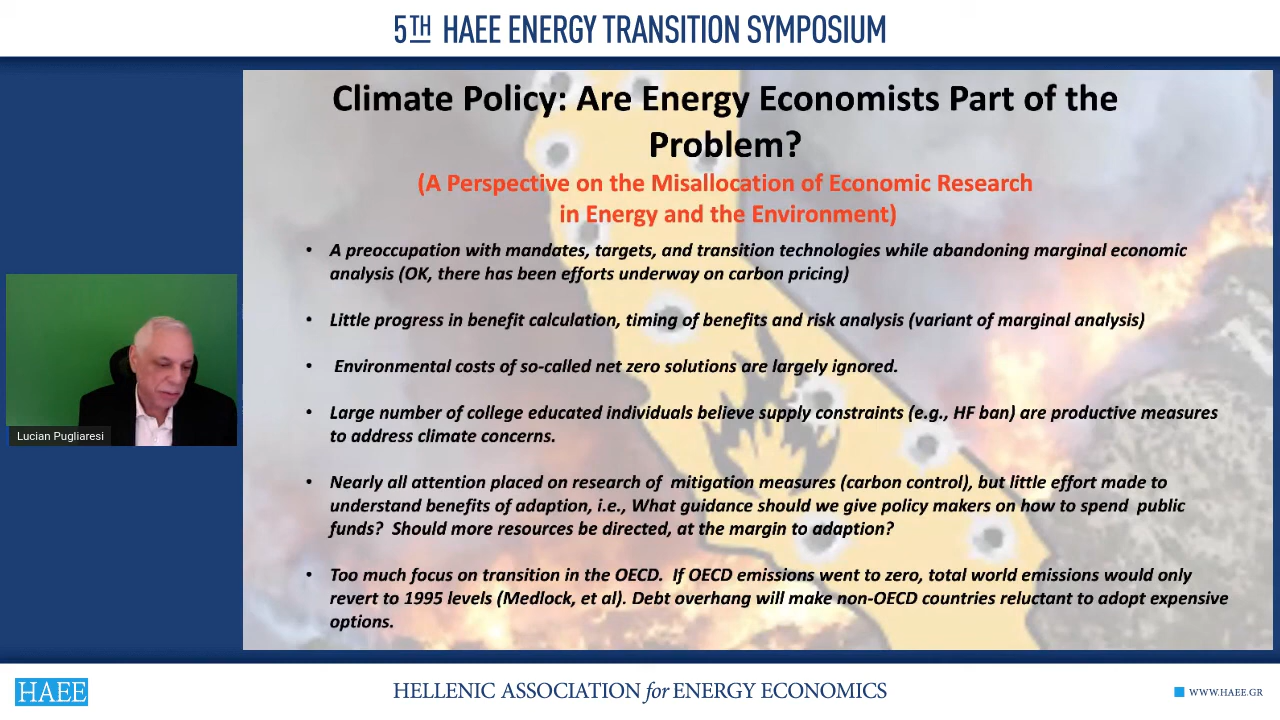 5TH HAEE ENERGY TRANSITION SYMPOSIUM
Climate Policy: Are Energy Economists Part of the
Problem?
(A Perspective on the Misallocation of Economic Research
in Energy and the Environment)
• A preoccupation with mandates, targets, and transition technologies while abandoning marginal economic
analysis (OK, there has been efforts underway on carbon pricing)
• Little progress in benefit calculation, timing of benefits and risk analysis (variant of marginal analysis)
• Environmental costs of so-called net zero solutions are largely ignored.
• Large number of college educated individuals believe supply constraints (e.g., HF ban) are productive measures
to address climate concerns.
• Nearly all attention placed on research of mitigation measures (carbon control), but little effort made to
understand benefits of adaption, i.e., What guidance should we give policy makers on how to spend public
funds? Should more resources be directed, at the margin to adaption?
• Too much focus on transition in the OECD. If OECD emissions went to zero, total world emissions would only
revert to 1995 levels (Medlock, et al). Debt overhang will make non-OECD countries reluctant to adopt expensive
options.
Lucian Pugliaresi
HAEE
HELLENIC ASSOCIATION for ENERGY ECONOMICS
WWW.HAEE.GR